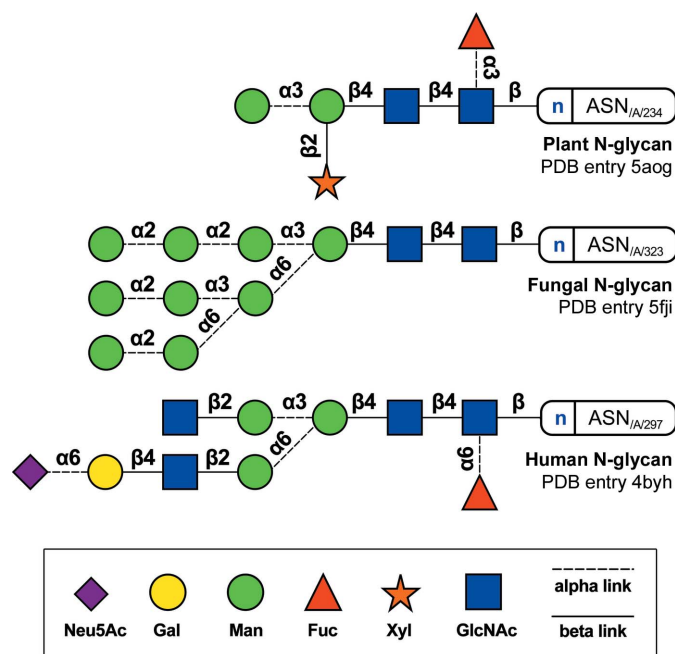 α3
α3 β4 β4 β n ASN/A/234
β2
Plant N-glycan
PDB entry 5aog
α2 α2 α3 β4 β4 β n ASN/A/323
α6
α2 α3
Fungal N-glycan
PDB entry 5fji
α6
α2
β2 α3 β4 β4 β n ASN/A/297
α6
α6 β4 β2
α6
Human N-glycan
PDB entry 4byh
Neu5Ac Gal Man Fuc Xyl GlcNAc
alpha link
beta link